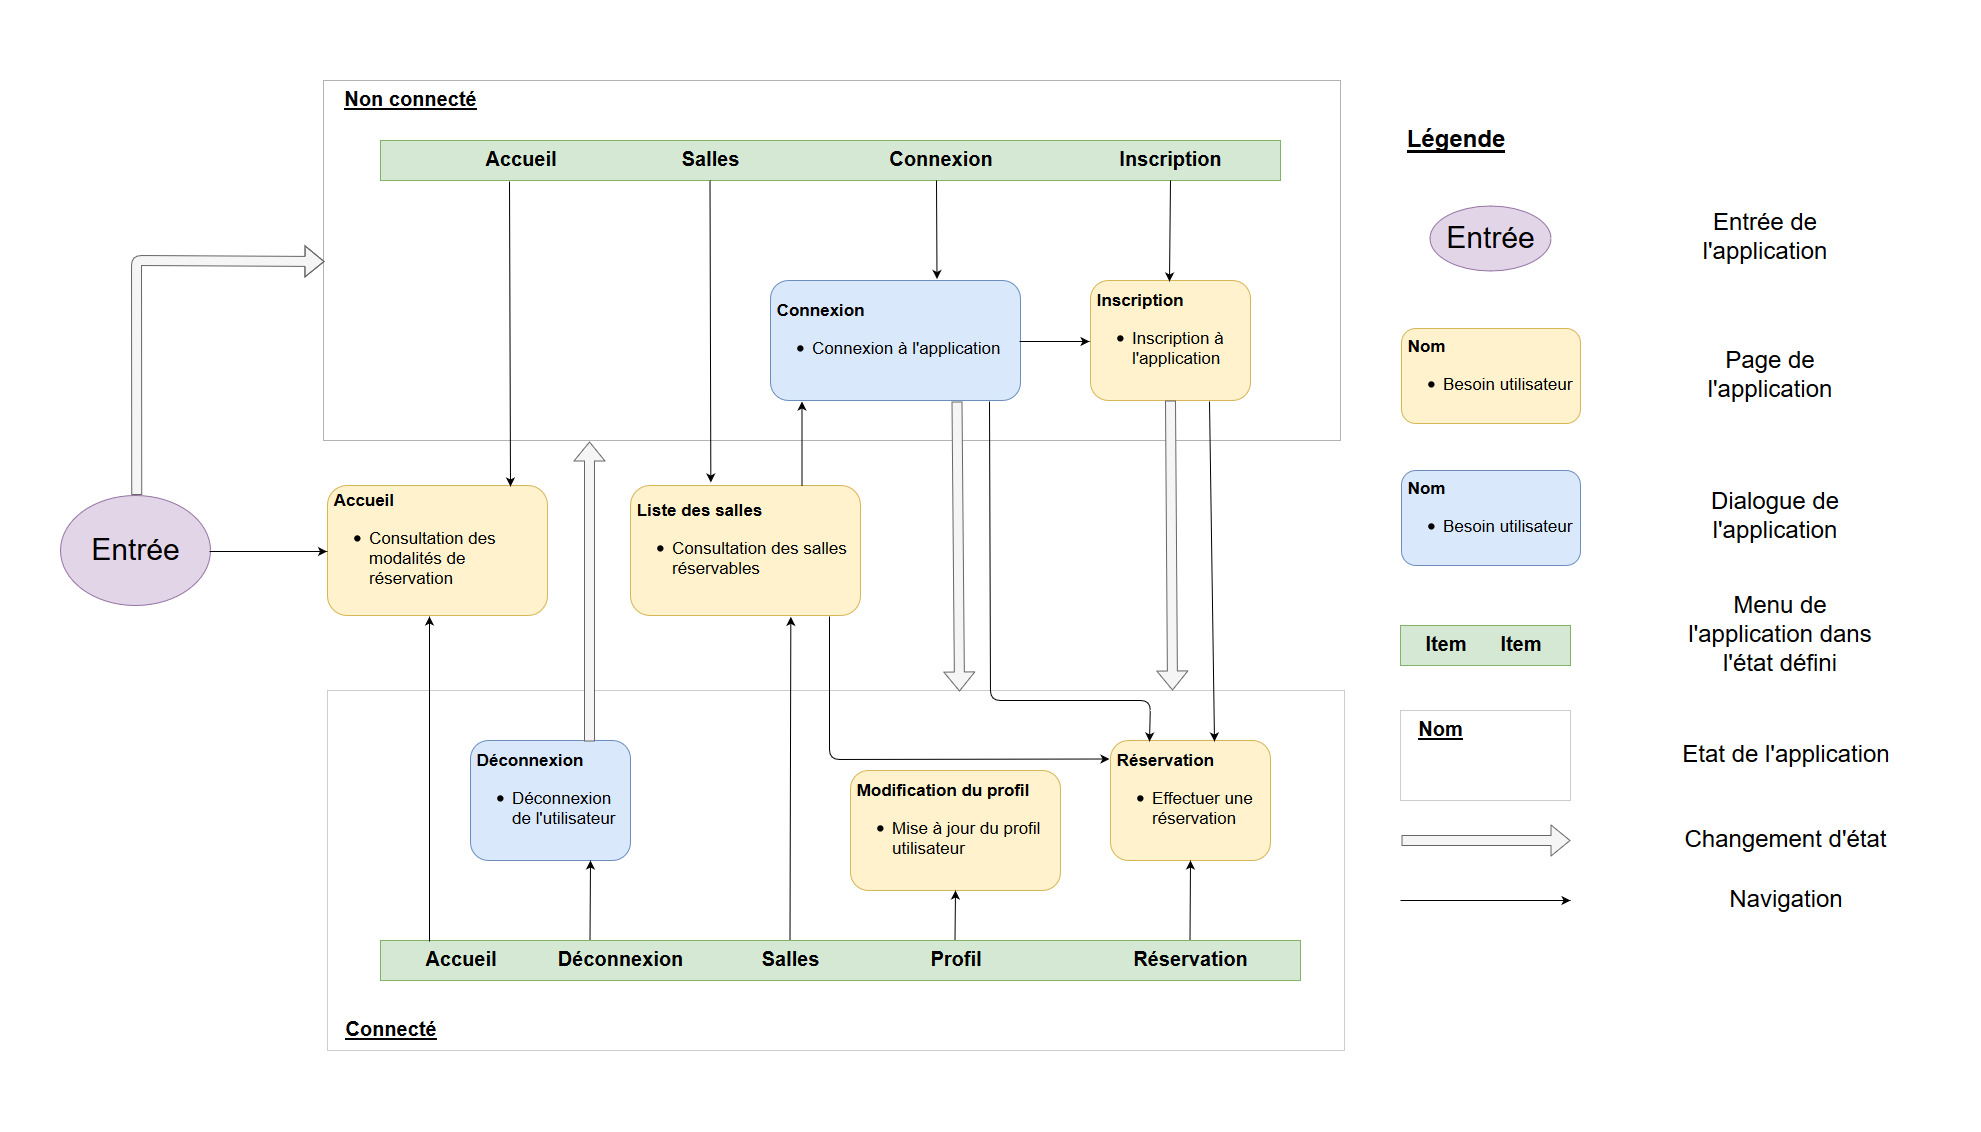 Non connecté
Accueil
Salles
Connexion
Inscription
Connexion
Connexion à l'application
Inscription
Inscription à
l'application
Entrée
Accueil
Consultation des
modalités de
réservation
Liste des salles
Consultation des salles
réservables
Déconnexion
Déconnexion
de l'utilisateur
Modification du profil
Mise à jour du profil
utilisateur
Réservation
Effectuer une
réservation
Accueil
Déconnexion
Salles
Profil
Réservation
Connecté
Légende
Entrée
Entrée de
l'application
Nom
Besoin utilisateur
Page de
l'application
Nom
Besoin utilisateur
Dialogue de
l'application
Item
Item
Menu de
l'application dans
l'état défini
Nom
Etat de l'application
Changement d'état
Navigation